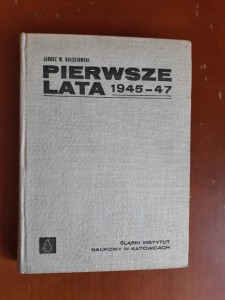 JANUSZ W. GOŁĘBIOWSKI
PIERWSZE
LATA 1945-47
ŚLĄSKI INSTYTUT
NAUKOWY W KATOWICACH